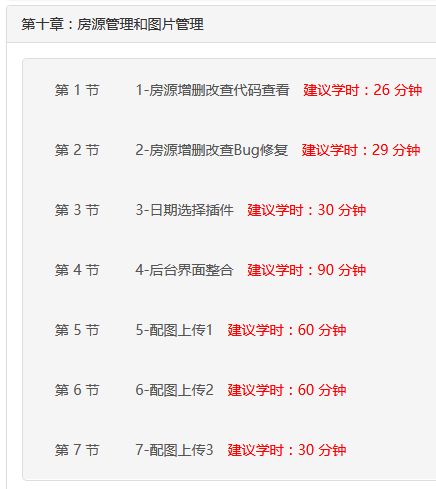 第十章：房源管理和图片管理
第 1 节 1-房源增删改查代码查看 建议学时：26 分钟
第 2 节 2-房源增删改查Bug修复 建议学时：29 分钟
第 3 节 3-日期选择插件 建议学时：30 分钟
第 4 节 4-后台界面整合 建议学时：90 分钟
第 5 节 5-配图上传1 建议学时：60 分钟
第 6 节 6-配图上传2 建议学时：60 分钟
第 7 节 7-配图上传3 建议学时：30 分钟